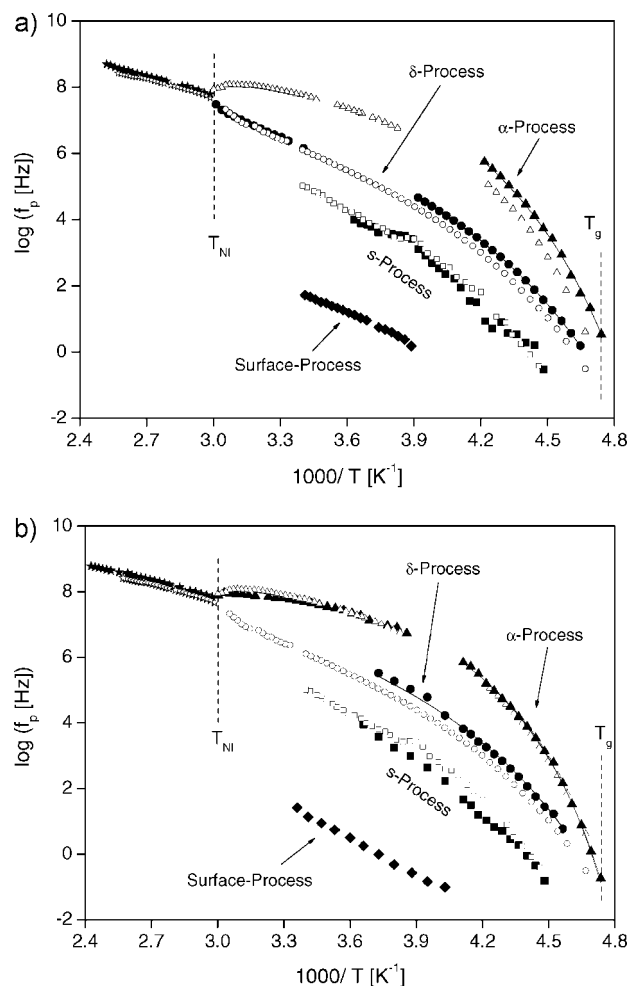 a)
10
8
6
4
2
0
-2
log (f_p [Hz])
δ-Process
α-Process
T_NI
T_g
s-Process
Surface-Process
2.4 2.7 3.0 3.3 3.6 3.9 4.2 4.5 4.8
1000/ T [K⁻¹]
b)
10
8
6
4
2
0
-2
log (f_p [Hz])
δ-Process
α-Process
T_NI
T_g
s-Process
Surface-Process
2.4 2.7 3.0 3.3 3.6 3.9 4.2 4.5 4.8
1000/ T [K⁻¹]